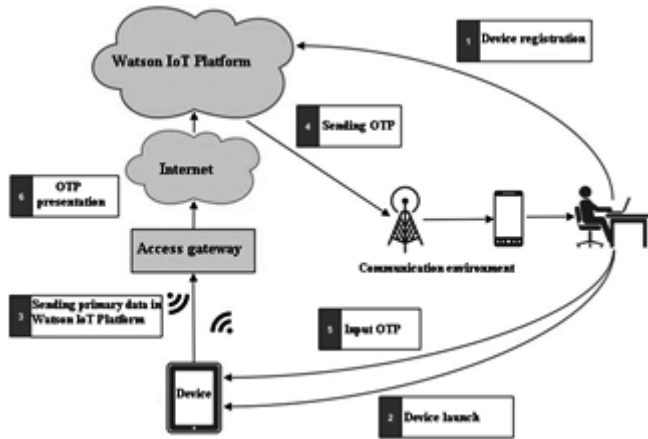 1
Device registration
Watson IoT Platform
4
Sending OTP
Internet
6
OTP
presentation
Access gateway
Communication environment
3
Sending primary data in
Watson IoT Platform
5
Input OTP
Device
2
Device launch